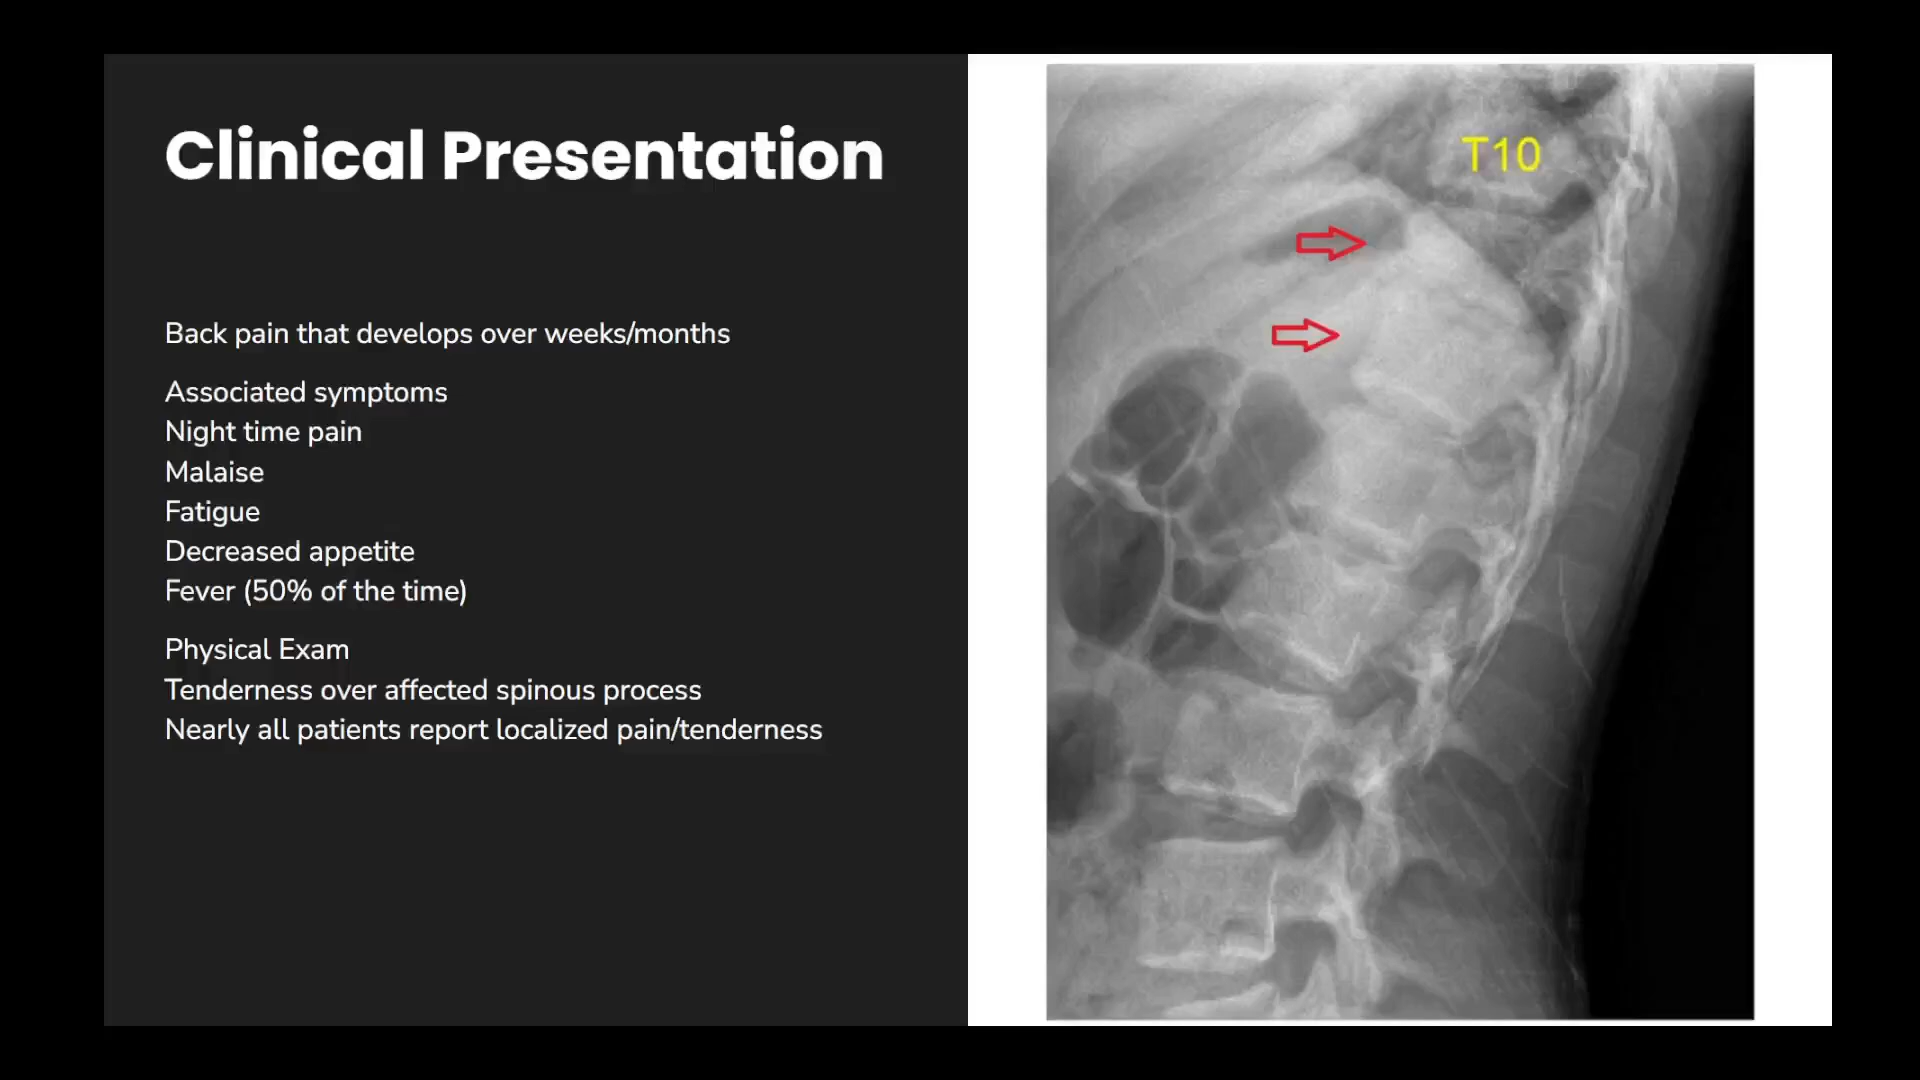 Clinical Presentation
Back pain that develops over weeks/months
Associated symptoms
Night time pain
Malaise
Fatigue
Decreased appetite
Fever (50% of the time)
Physical Exam
Tenderness over affected spinous process
Nearly all patients report localized pain/tenderness
T10